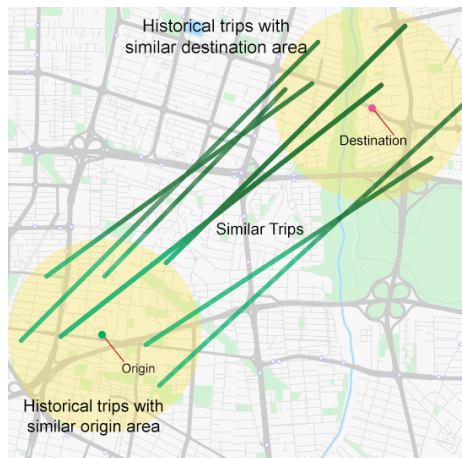 Historical trips with
similar destination area
Destination
Similar Trips
Origin
Historical trips with
similar origin area